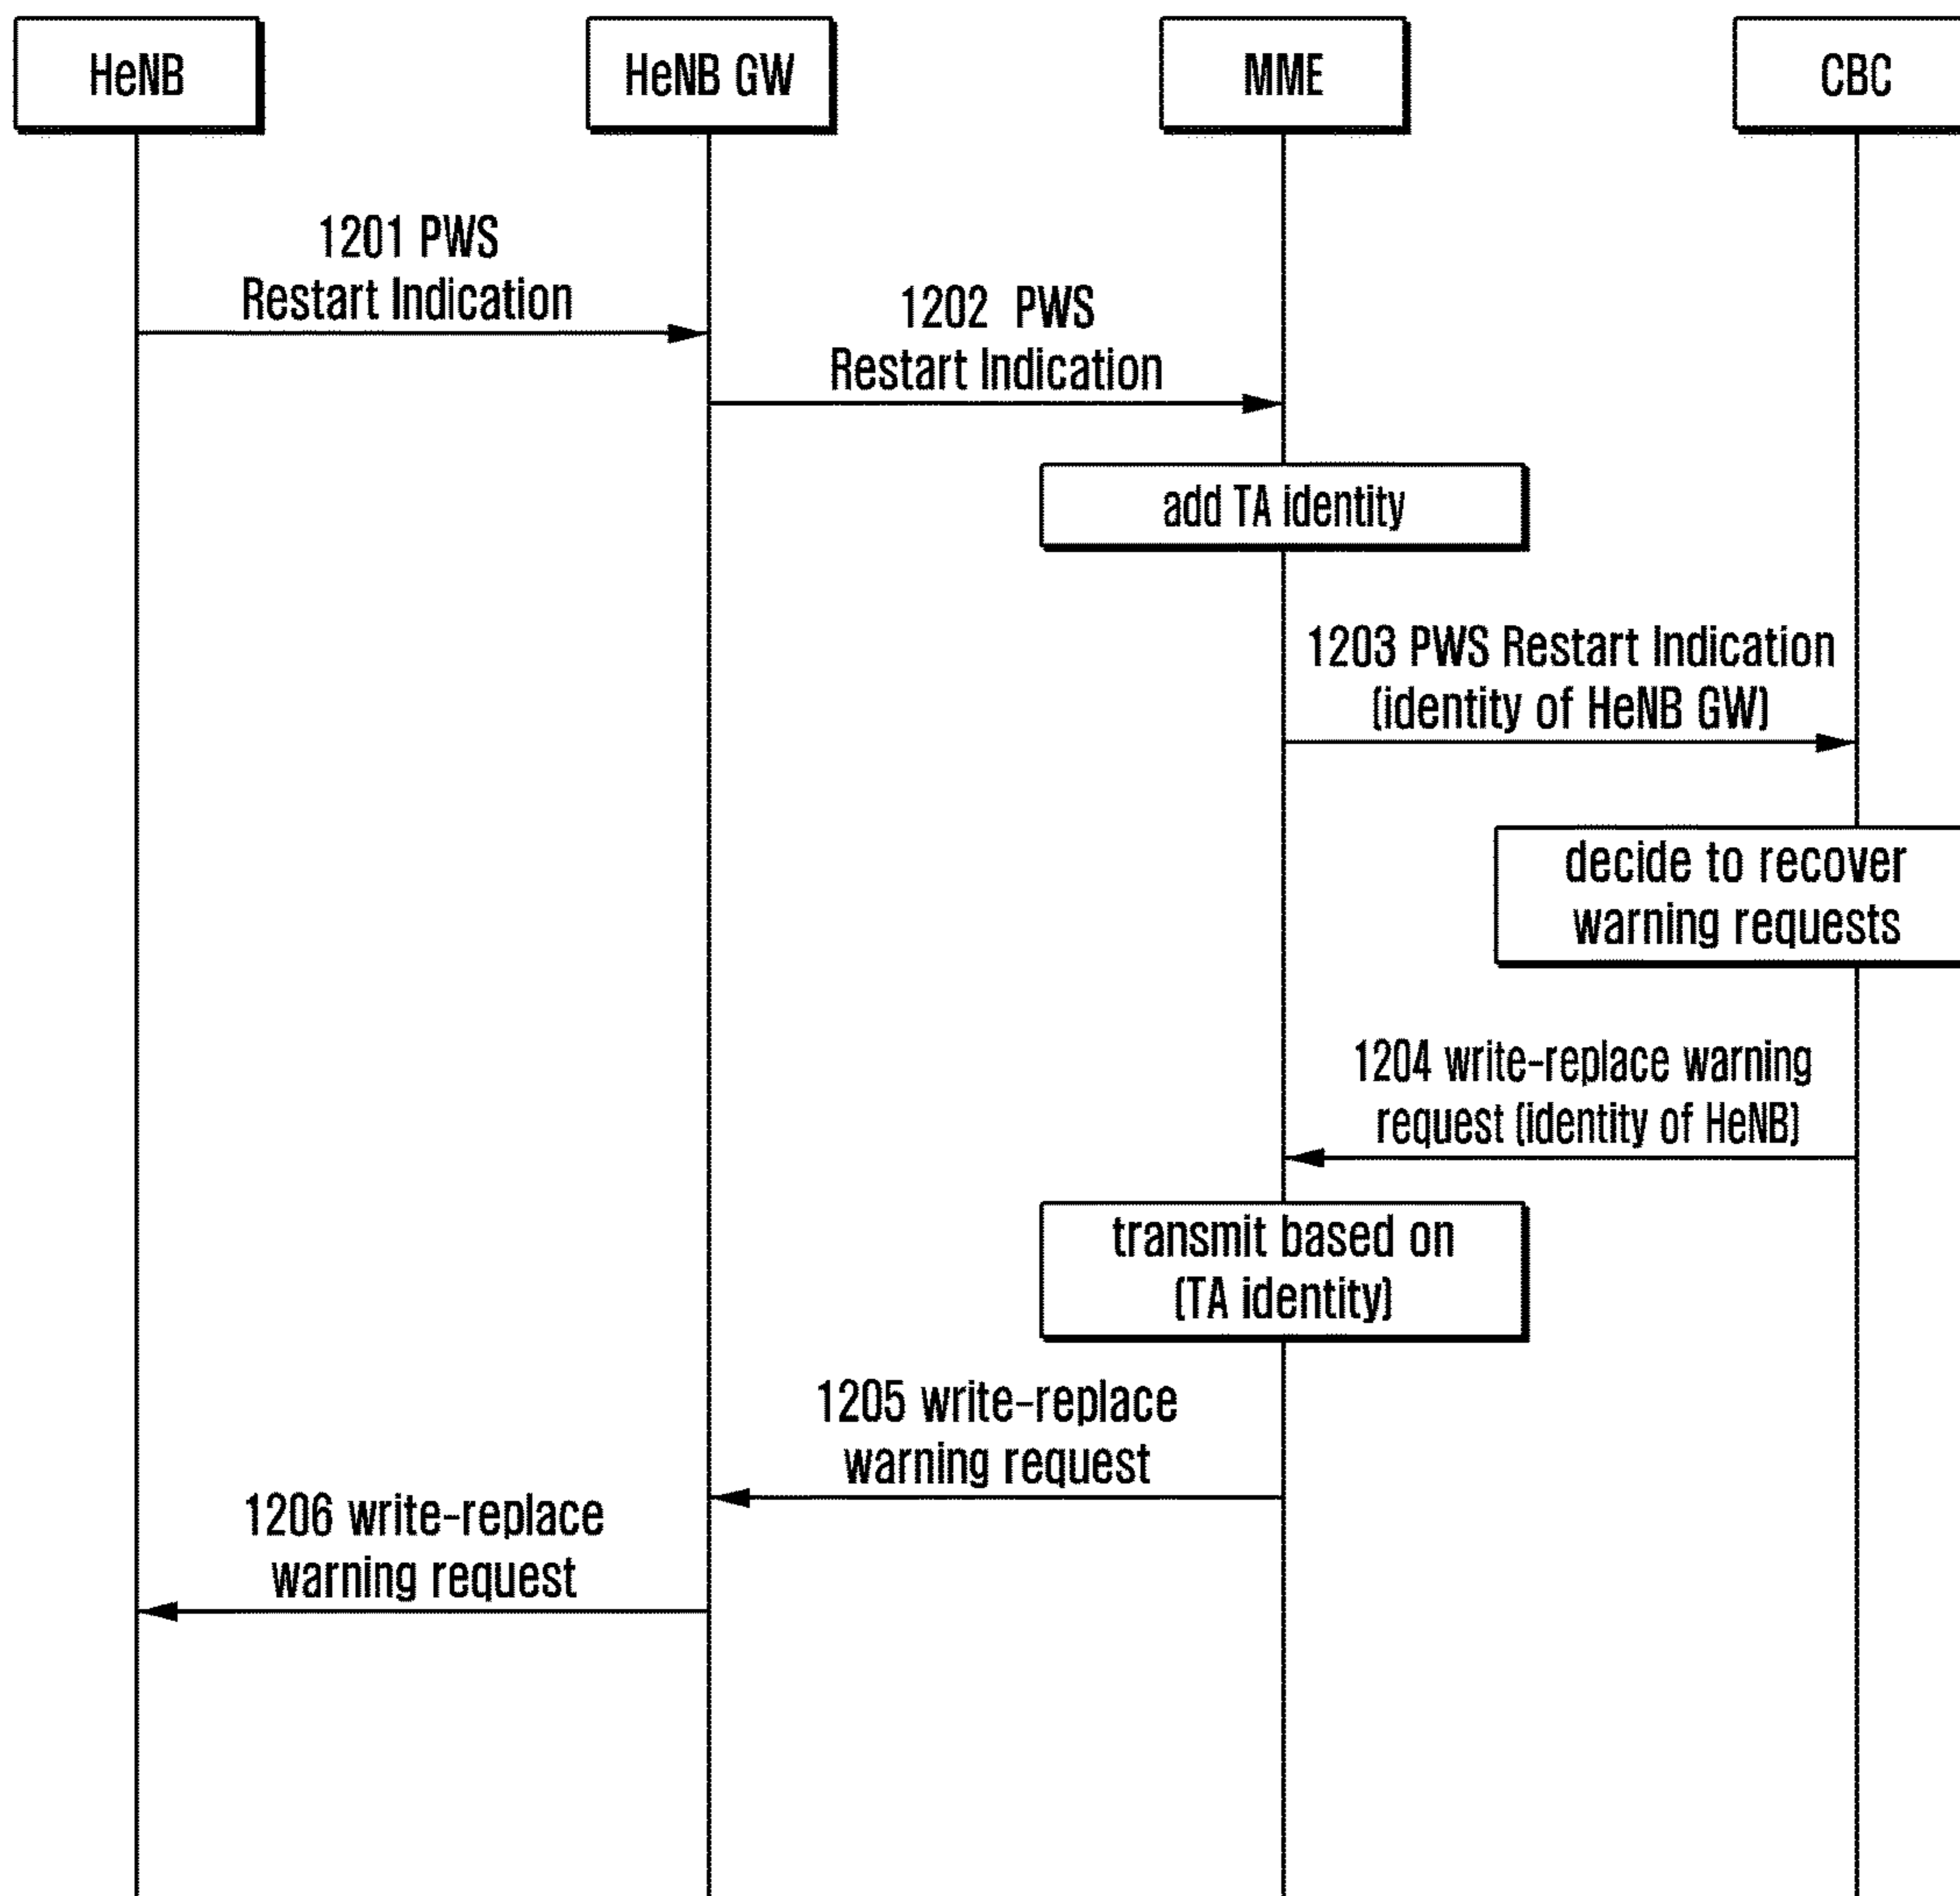 HeNB
HeNB GW
MME
CBC
1201 PWS
Restart Indication
1202 PWS
Restart Indication
add TA identity
1203 PWS Restart Indication
(identity of HeNB GW)
decide to recover
warning requests
1204 write-replace warning
request (identity of HeNB)
transmit based on
(TA identity)
1205 write-replace
warning request
1206 write-replace
warning request